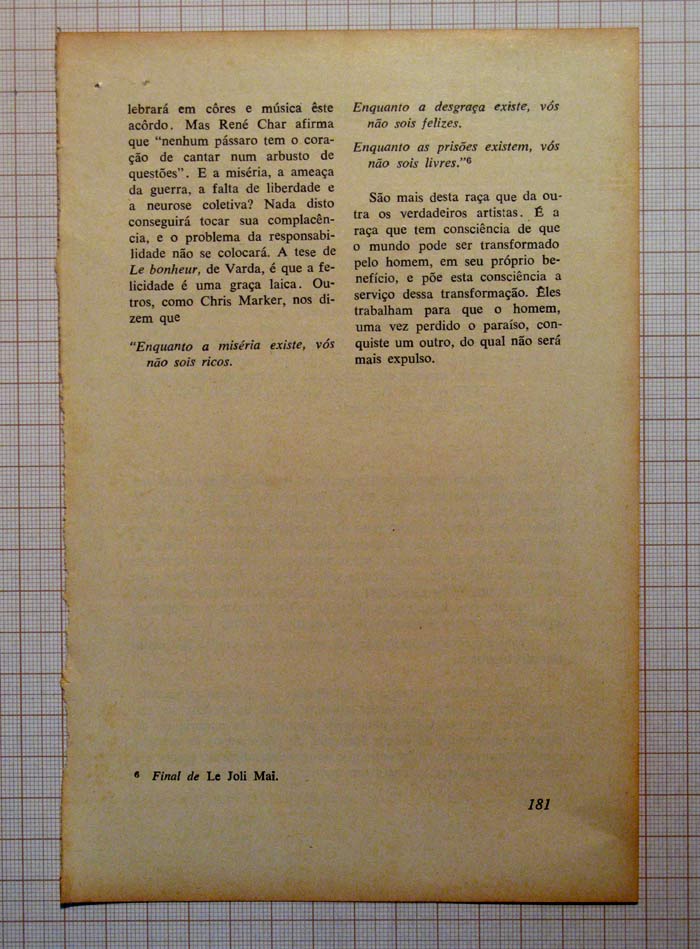 lebrará em côres e música êste
acôrdo. Mas René Char afirma
que “nenhum pássaro tem o cora-
ção de cantar num arbusto de
questões”. E a miséria, a ameaça
da guerra, a falta de liberdade e
a neurose coletiva? Nada disto
conseguirá tocar sua complacên-
cia, e o problema da responsabi-
lidade não se colocará. A tese de
Le bonheur, de Varda, é que a fe-
licidade é uma graça laica. Ou-
tros, como Chris Marker, nos di-
zem que
“Enquanto a miséria existe, vós
não sois ricos.
Enquanto a desgraça existe, vós
não sois felizes.
Enquanto as prisões existem, vós
não sois livres.”⁶
São mais desta raça que da ou-
tra os verdadeiros artistas. É a
raça que tem consciência de que
o mundo pode ser transformado
pelo homem, em seu próprio be-
nefício, e põe esta consciência a
serviço dessa transformação. Êles
trabalham para que o homem,
uma vez perdido o paraíso, con-
quiste um outro, do qual não será
mais expulso.
⁶ Final de Le Joli Mai.
181